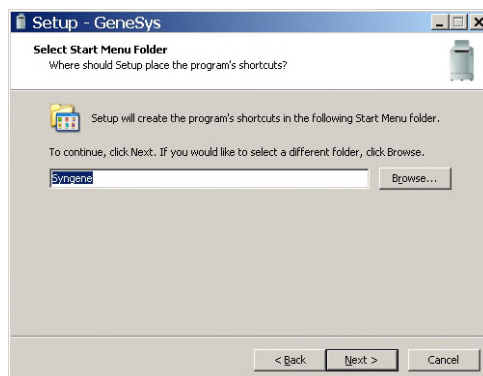 Setup - GeneSys
Select Start Menu Folder
Where should Setup place the program's shortcuts?
Setup will create the program's shortcuts in the following Start Menu folder.
To continue, click Next. If you would like to select a different folder, click Browse.
Syngene
Browse...
< Back
Next >
Cancel